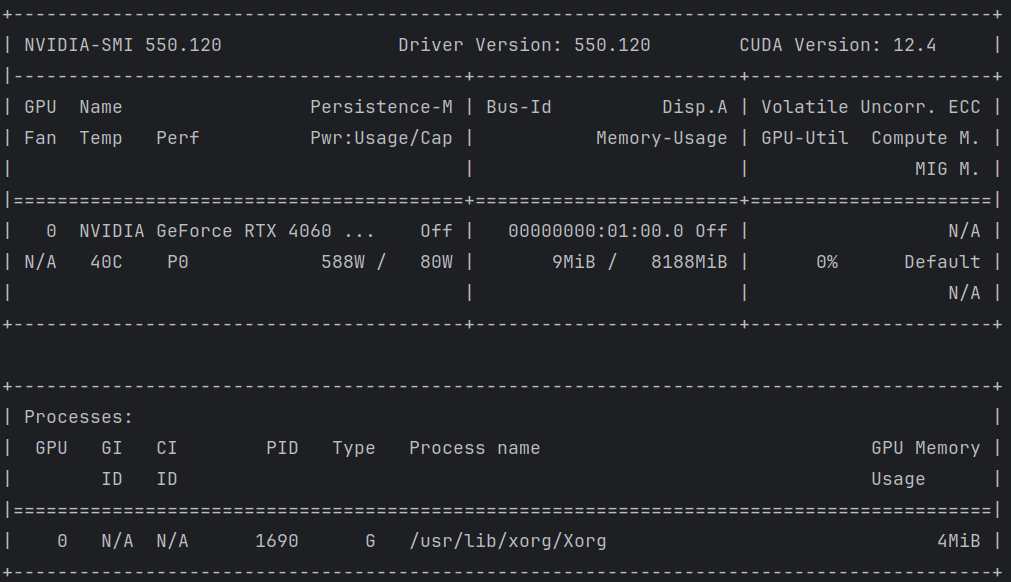 +-----------------------------------------------------------------------------------------+
| NVIDIA-SMI 550.120                Driver Version: 550.120        CUDA Version: 12.4     |
|-----------------------------------------+------------------------+----------------------+
| GPU  Name                 Persistence-M | Bus-Id          Disp.A | Volatile Uncorr. ECC |
| Fan  Temp   Perf          Pwr:Usage/Cap |           Memory-Usage | GPU-Util  Compute M. |
|                                         |                        |               MIG M. |
|=========================================+========================+======================|
|   0  NVIDIA GeForce RTX 4060 ...    Off |   00000000:01:00.0 Off |                  N/A |
| N/A   40C    P0            588W /   80W |       9MiB /   8188MiB |      0%      Default |
|                                         |                        |                  N/A |
+-----------------------------------------+------------------------+----------------------+

+-----------------------------------------------------------------------------------------+
| Processes:                                                                              |
|  GPU   GI   CI        PID   Type   Process name                              GPU Memory |
|        ID   ID                                                               Usage      |
|=========================================================================================|
|    0   N/A  N/A      1690      G   /usr/lib/xorg/Xorg                              4MiB |
+-----------------------------------------------------------------------------------------+